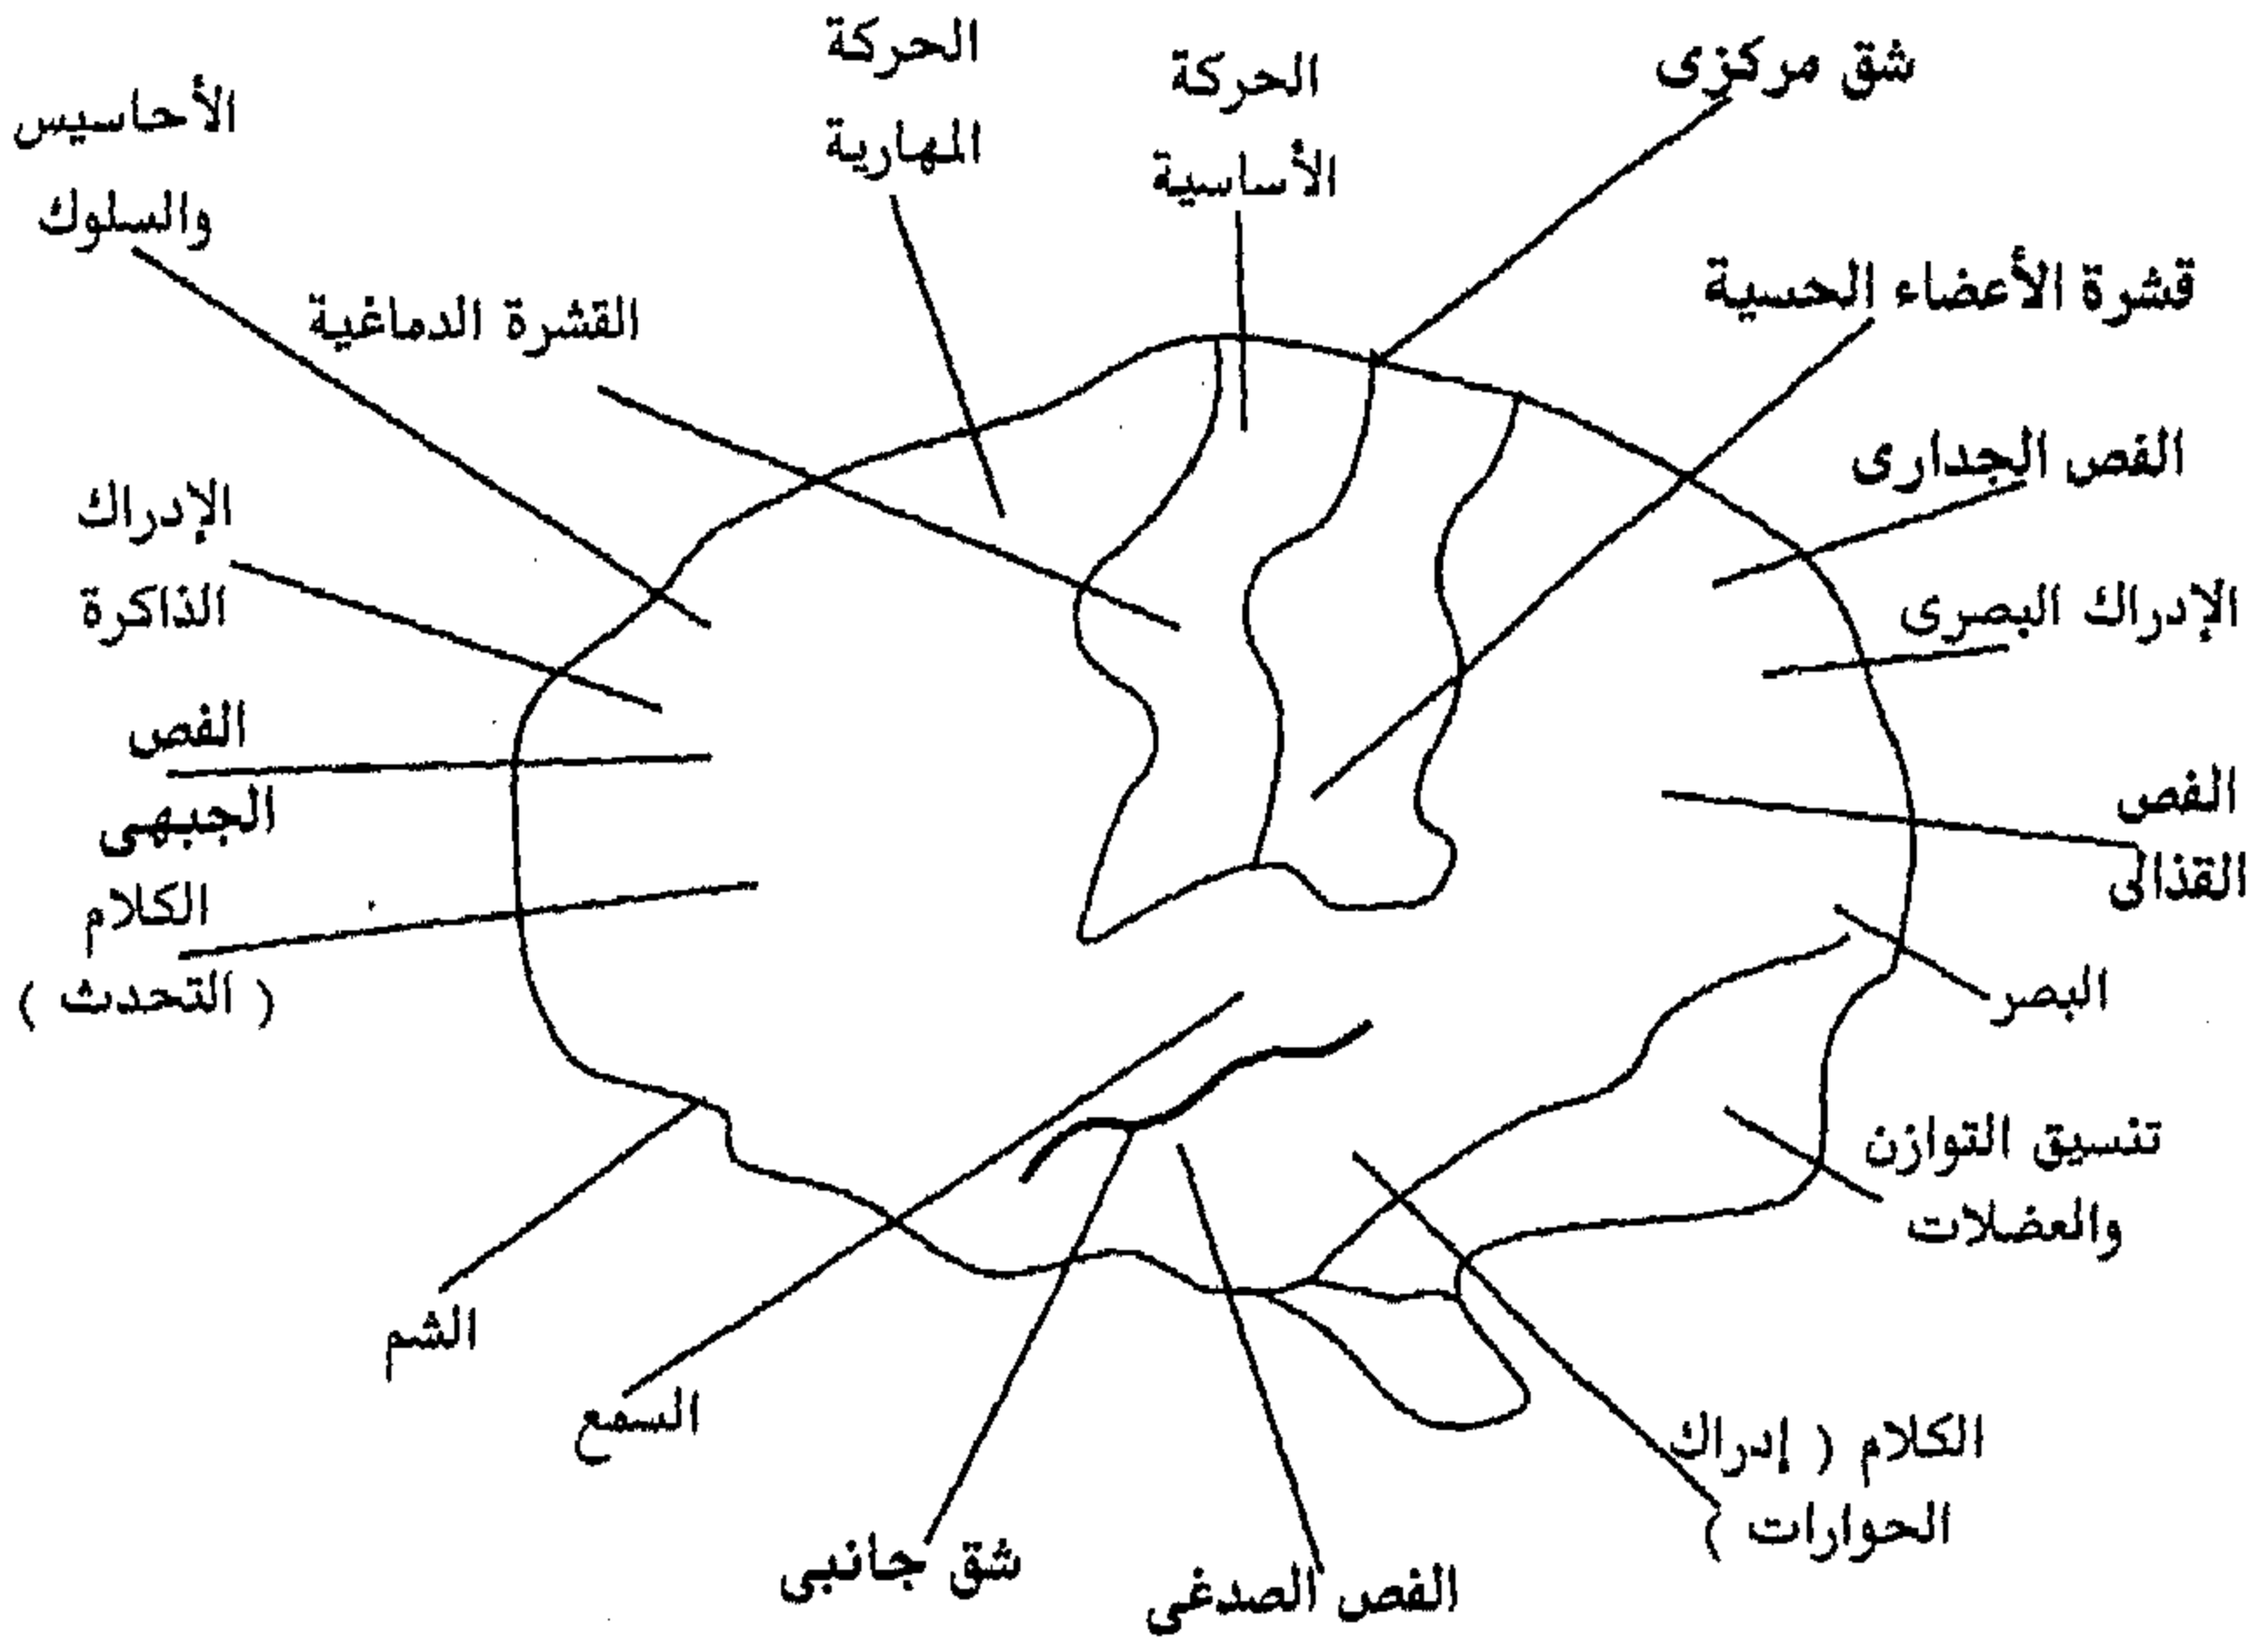 الحركة
المهارية
الحركة
الأساسية
شق مركزى
الأحاسيس
والسلوك
القشرة الدماغية
قشرة الأعضاء الحسية
الفص الجدارى
الإدراك البصرى
الإدراك
الذاكرة
الفص
الجبهى
الفص
القذالى
الكلام
( التحدث )
البصر
تنسيق التوازن
والعضلات
الشم
السمع
شق جانبى
الفص الصدغى
الكلام ( إدراك
الحوارات )